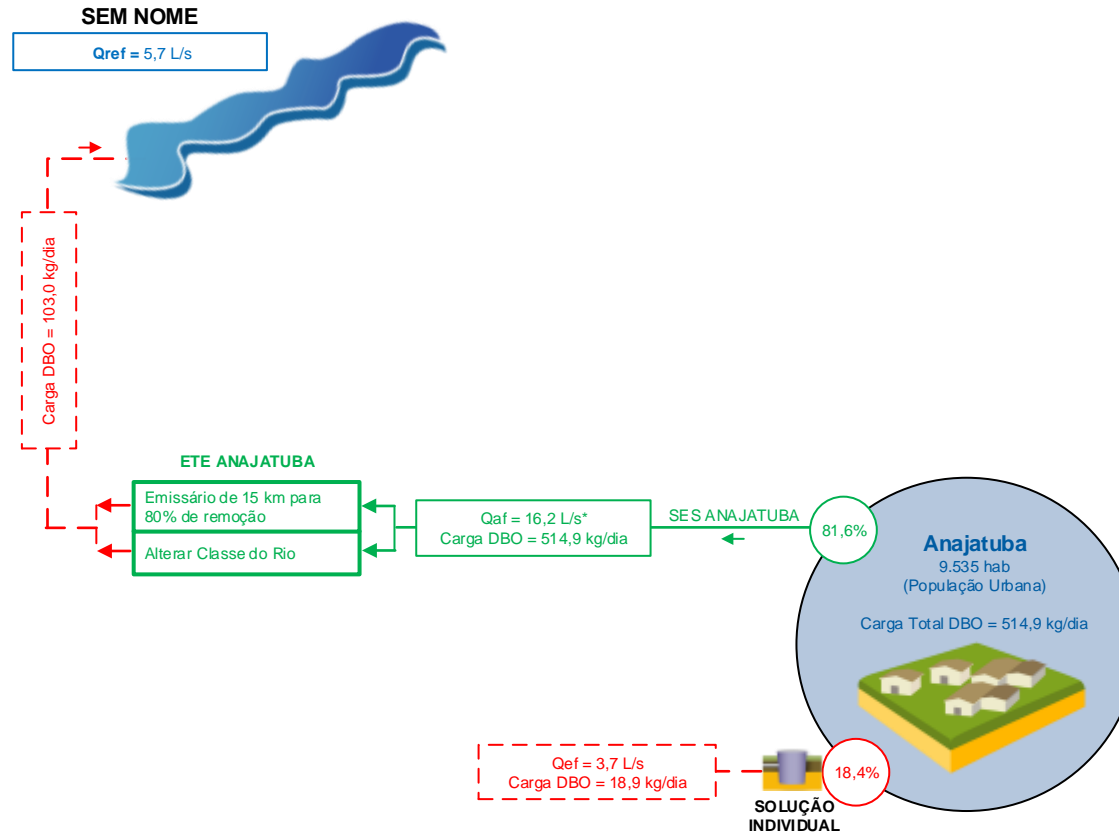 SEM NOME
Qref = 5,7 L/s
Carga DBO = 103,0 kg/dia
ETE ANAJATUBA
Emissário de 15 km para
80% de remoção
Alterar Classe do Rio
Qaf = 16,2 L/s*
Carga DBO = 514,9 kg/dia
SES ANAJATUBA
81,6%
Anajatuba
9.535 hab
(População Urbana)
Carga Total DBO = 514,9 kg/dia
Qef = 3,7 L/s
Carga DBO = 18,9 kg/dia
18,4%
SOLUÇÃO
INDIVIDUAL